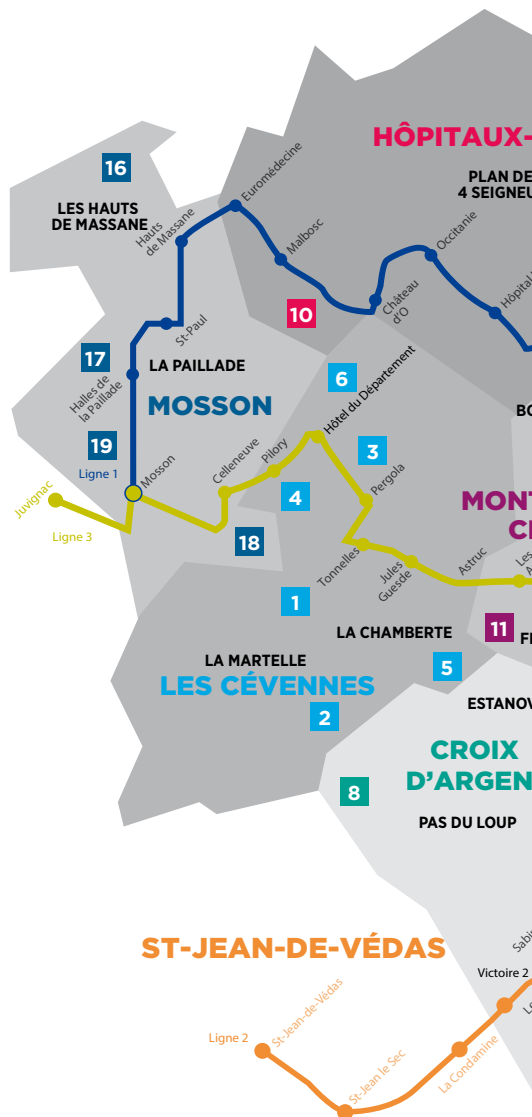 HÔPITAUX-
PLAN DE
4 SEIGNEU
16
LES HAUTS
DE MASSANE
Hauts
de Massane
Euromédecine
Malbosc
Occitanie
Château
d'O
Hôpital
10
St-Paul
17
LA PAILLADE
Halles de
la Paillade
MOSSON
6
Hôtel du Département
BO
19
Ligne 1
Mosson
Celleneuve
Pilory
3
4
Pergola
Juvignac
Ligne 3
18
MONT
CE
Tonnelles
Jules
Guesde
Astruc
Les
A
1
11
LA CHAMBERTE
LA MARTELLE
LES CÉVENNES
5
2
ESTANOV
CROIX
D'ARGEN
8
PAS DU LOUP
ST-JEAN-DE-VÉDAS
Sabi
Victoire 2
Ligne 2
St-Jean-de-Védas
St-Jean le Sec
La Condamine